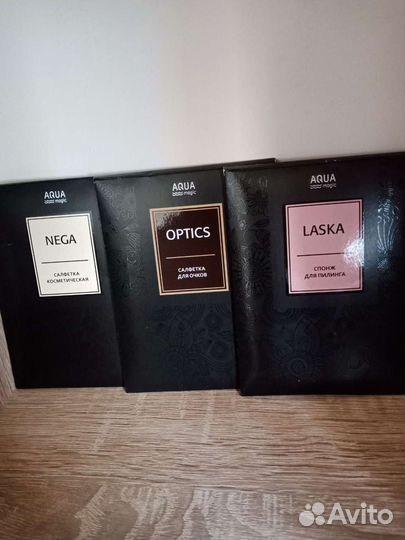 AQUA
magic
NEGA
САЛФЕТКА
КОСМЕТИЧЕСКАЯ
AQUA
magic
OPTICS
САЛФЕТКА
ДЛЯ ОЧКОВ
AQUA
magic
LASKA
СПОНЖ
ДЛЯ ПИЛИНГА
Avito